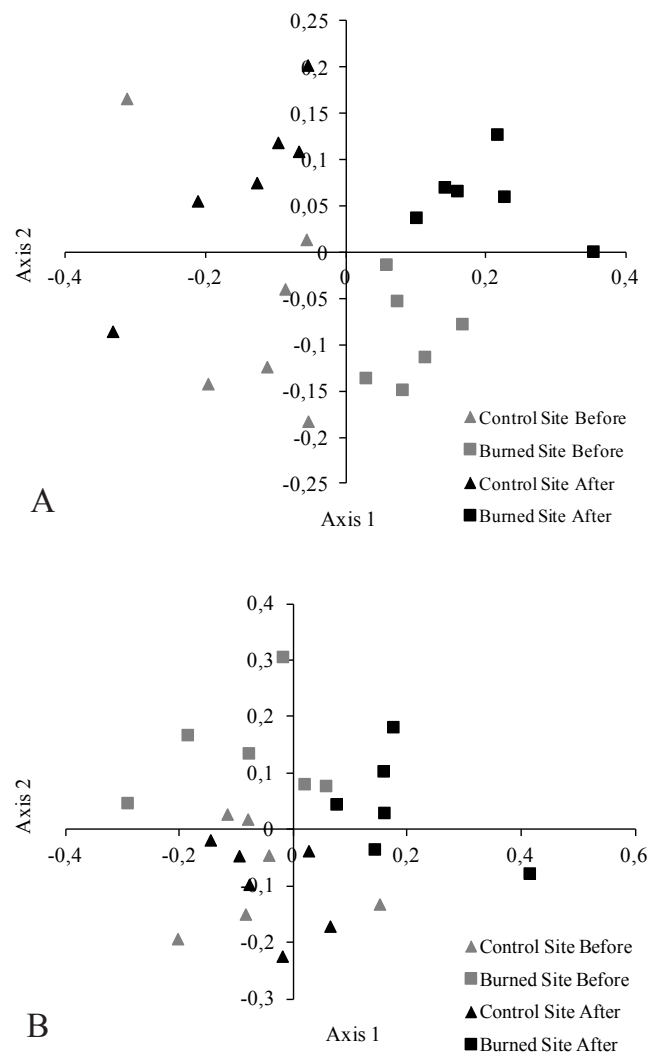 0,25
0,2
0,15
0,1
0,05
0
-0,4 -0,2 0 0,2 0,4
-0,05
-0,1
-0,15
-0,2
-0,25
Axis 2
Control Site Before
Burned Site Before
Control Site After
Burned Site After
A
Axis 1
0,4
0,3
0,2
0,1
0
-0,4 -0,2 0 0,2 0,4 0,6
-0,1
-0,2
-0,3
Axis 2
Control Site Before
Burned Site Before
Control Site After
Burned Site After
B
Axis 1